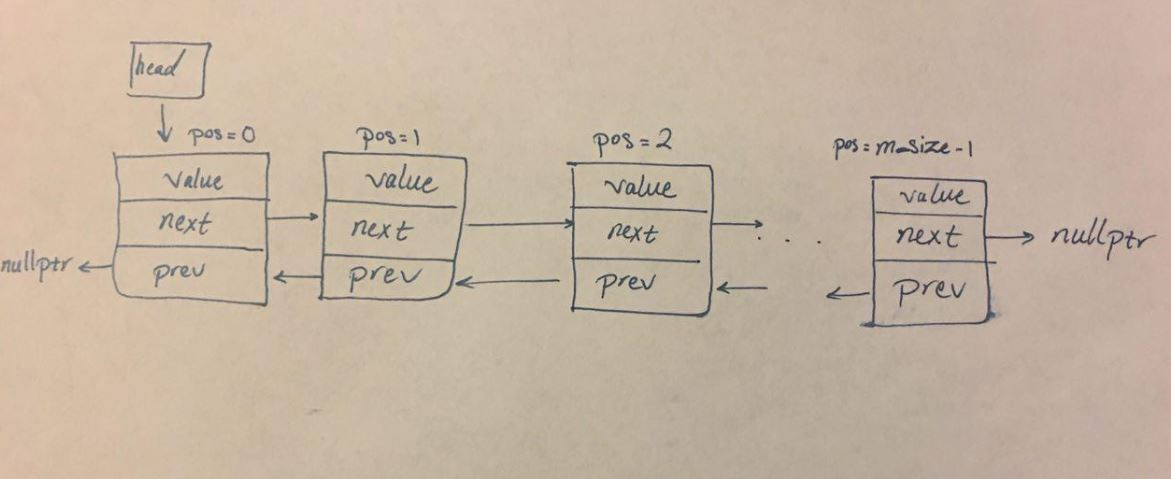 head
pos=0 pos=1 pos=2 pos=m_size-1
value value value value
next next next . . . next nullptr
nullptr prev prev prev prev